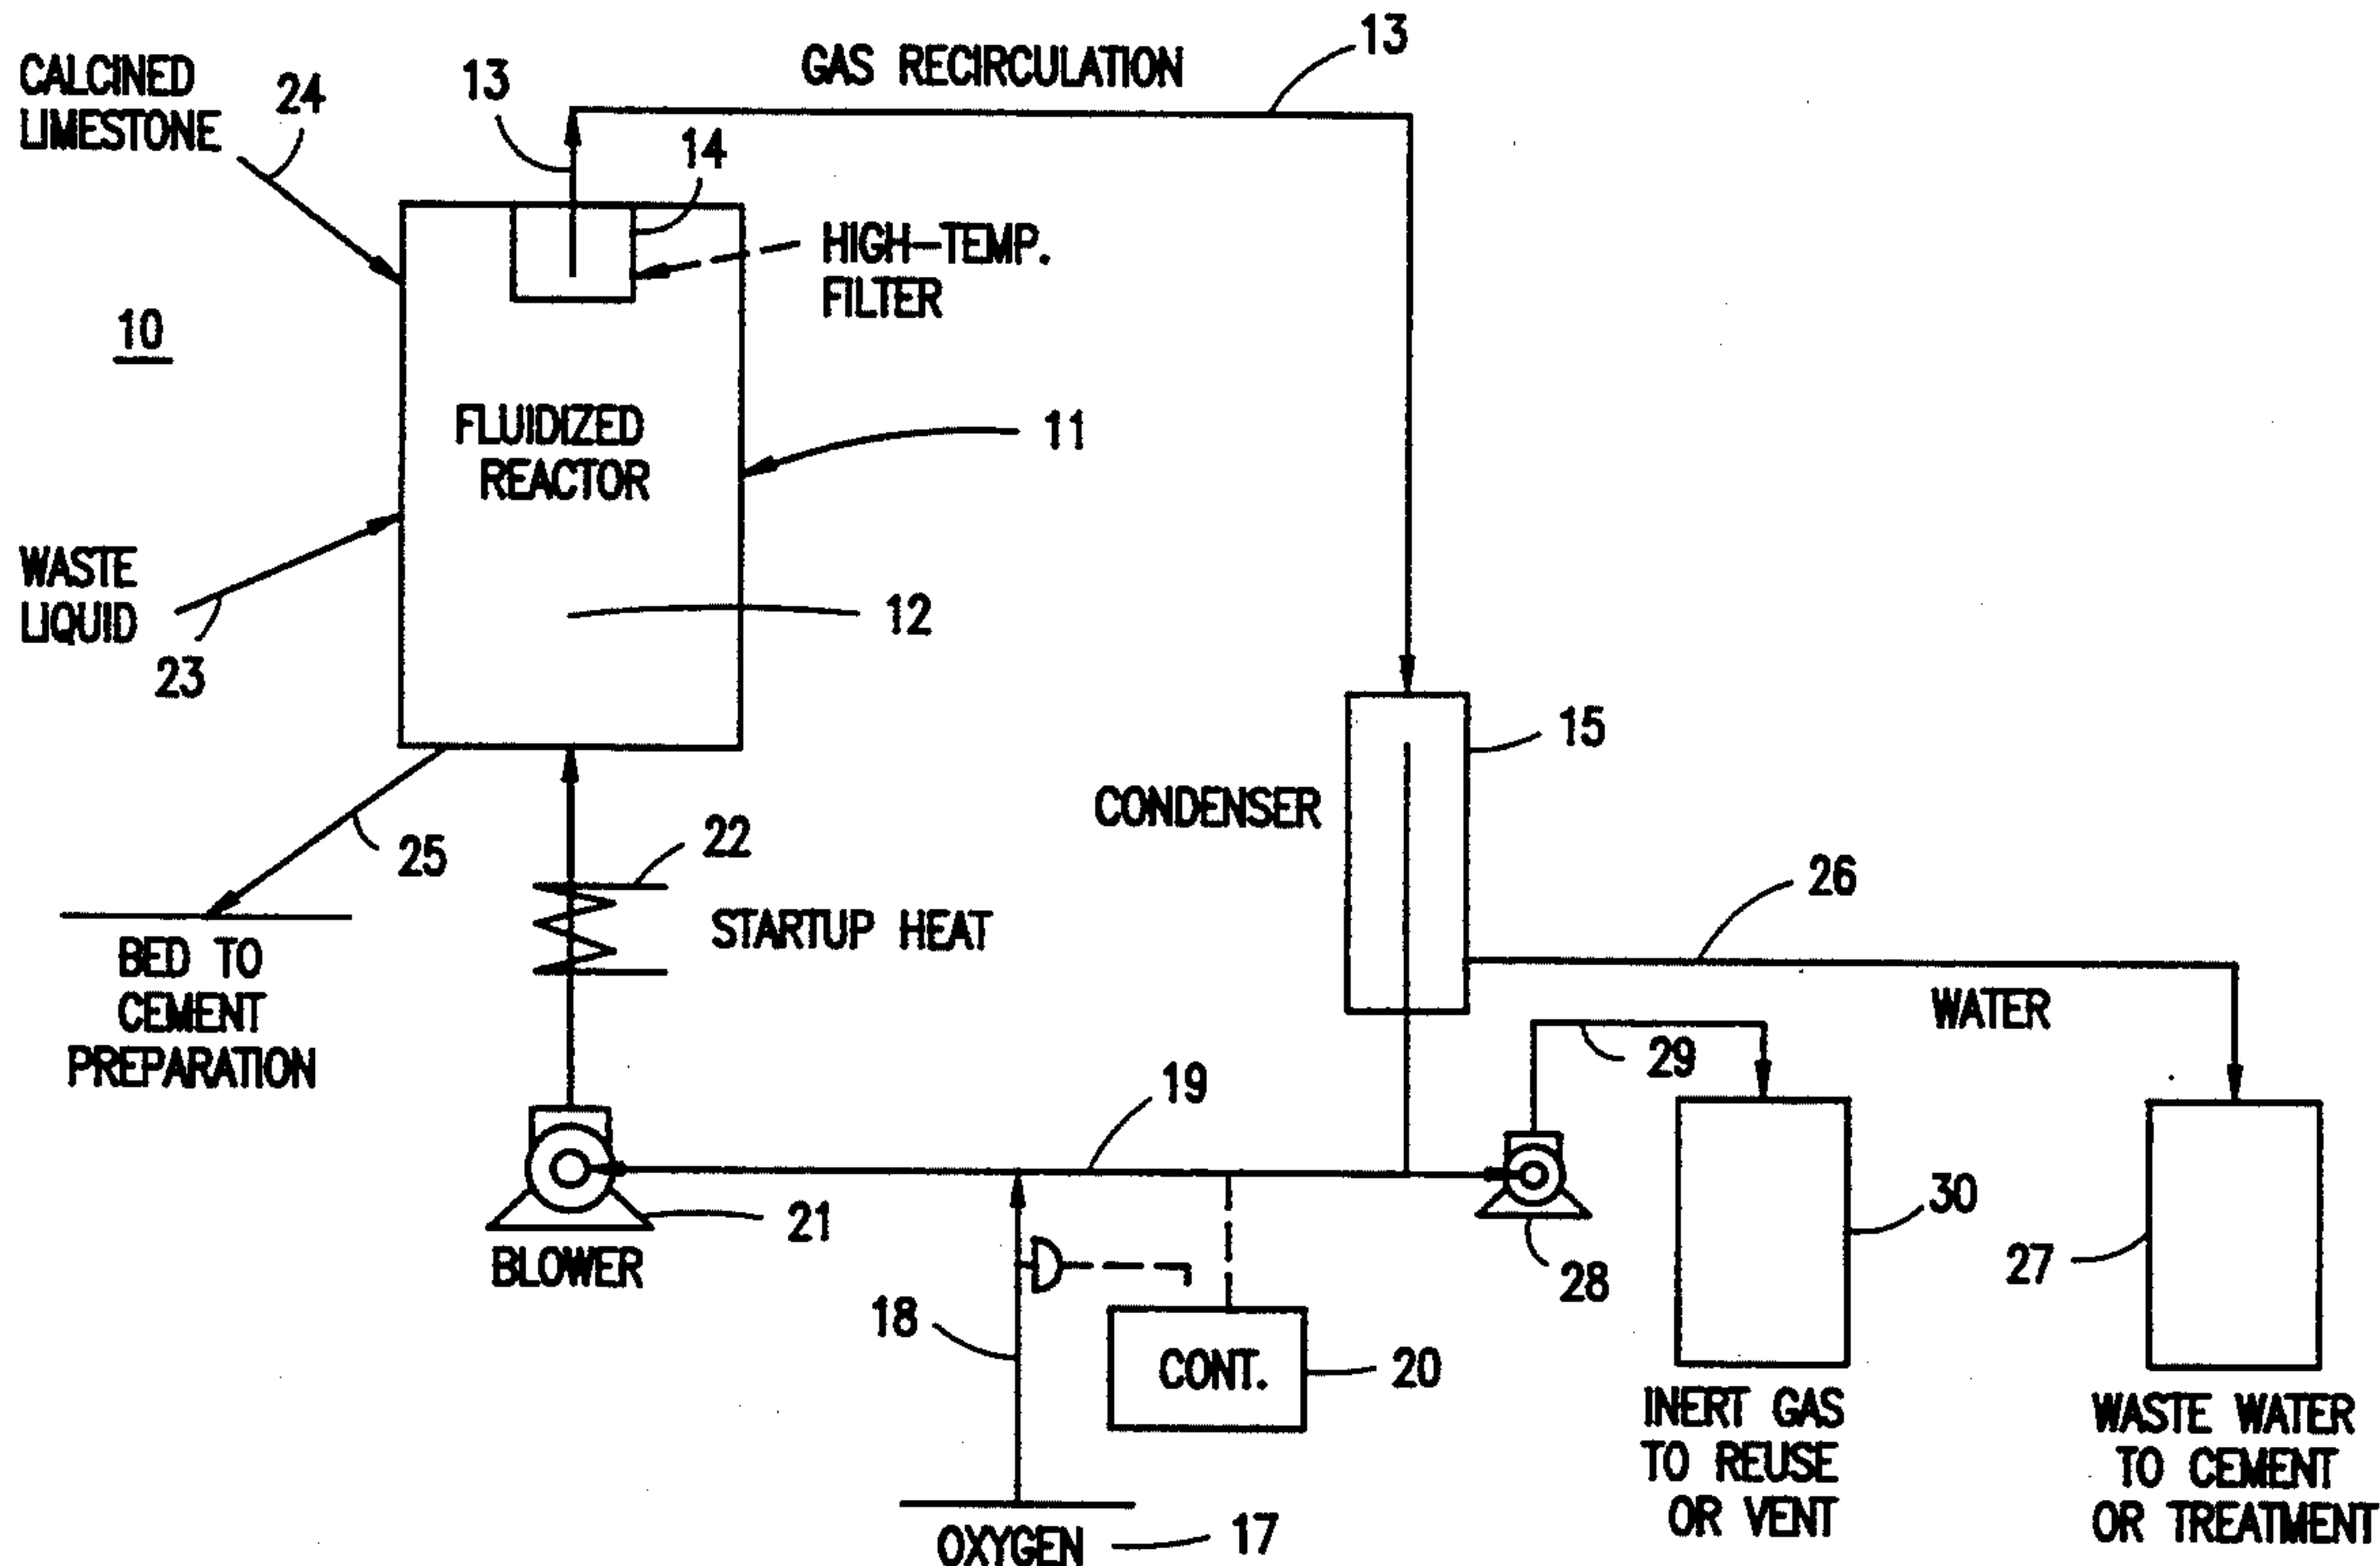 CALCINED
LIMESTONE
24
13
GAS RECIRCULATION
13
14
HIGH-TEMP.
FILTER
10
FLUIDIZED
REACTOR
11
WASTE
LIQUID
23
12
15
CONDENSER
25
22
STARTUP HEAT
26
BED TO
CEMENT
PREPARATION
WATER
29
19
21
BLOWER
28
30
27
18
CONT.
20
INERT GAS
TO REUSE
OR VENT
WASTE WATER
TO CEMENT
OR TREATMENT
OXYGEN
17